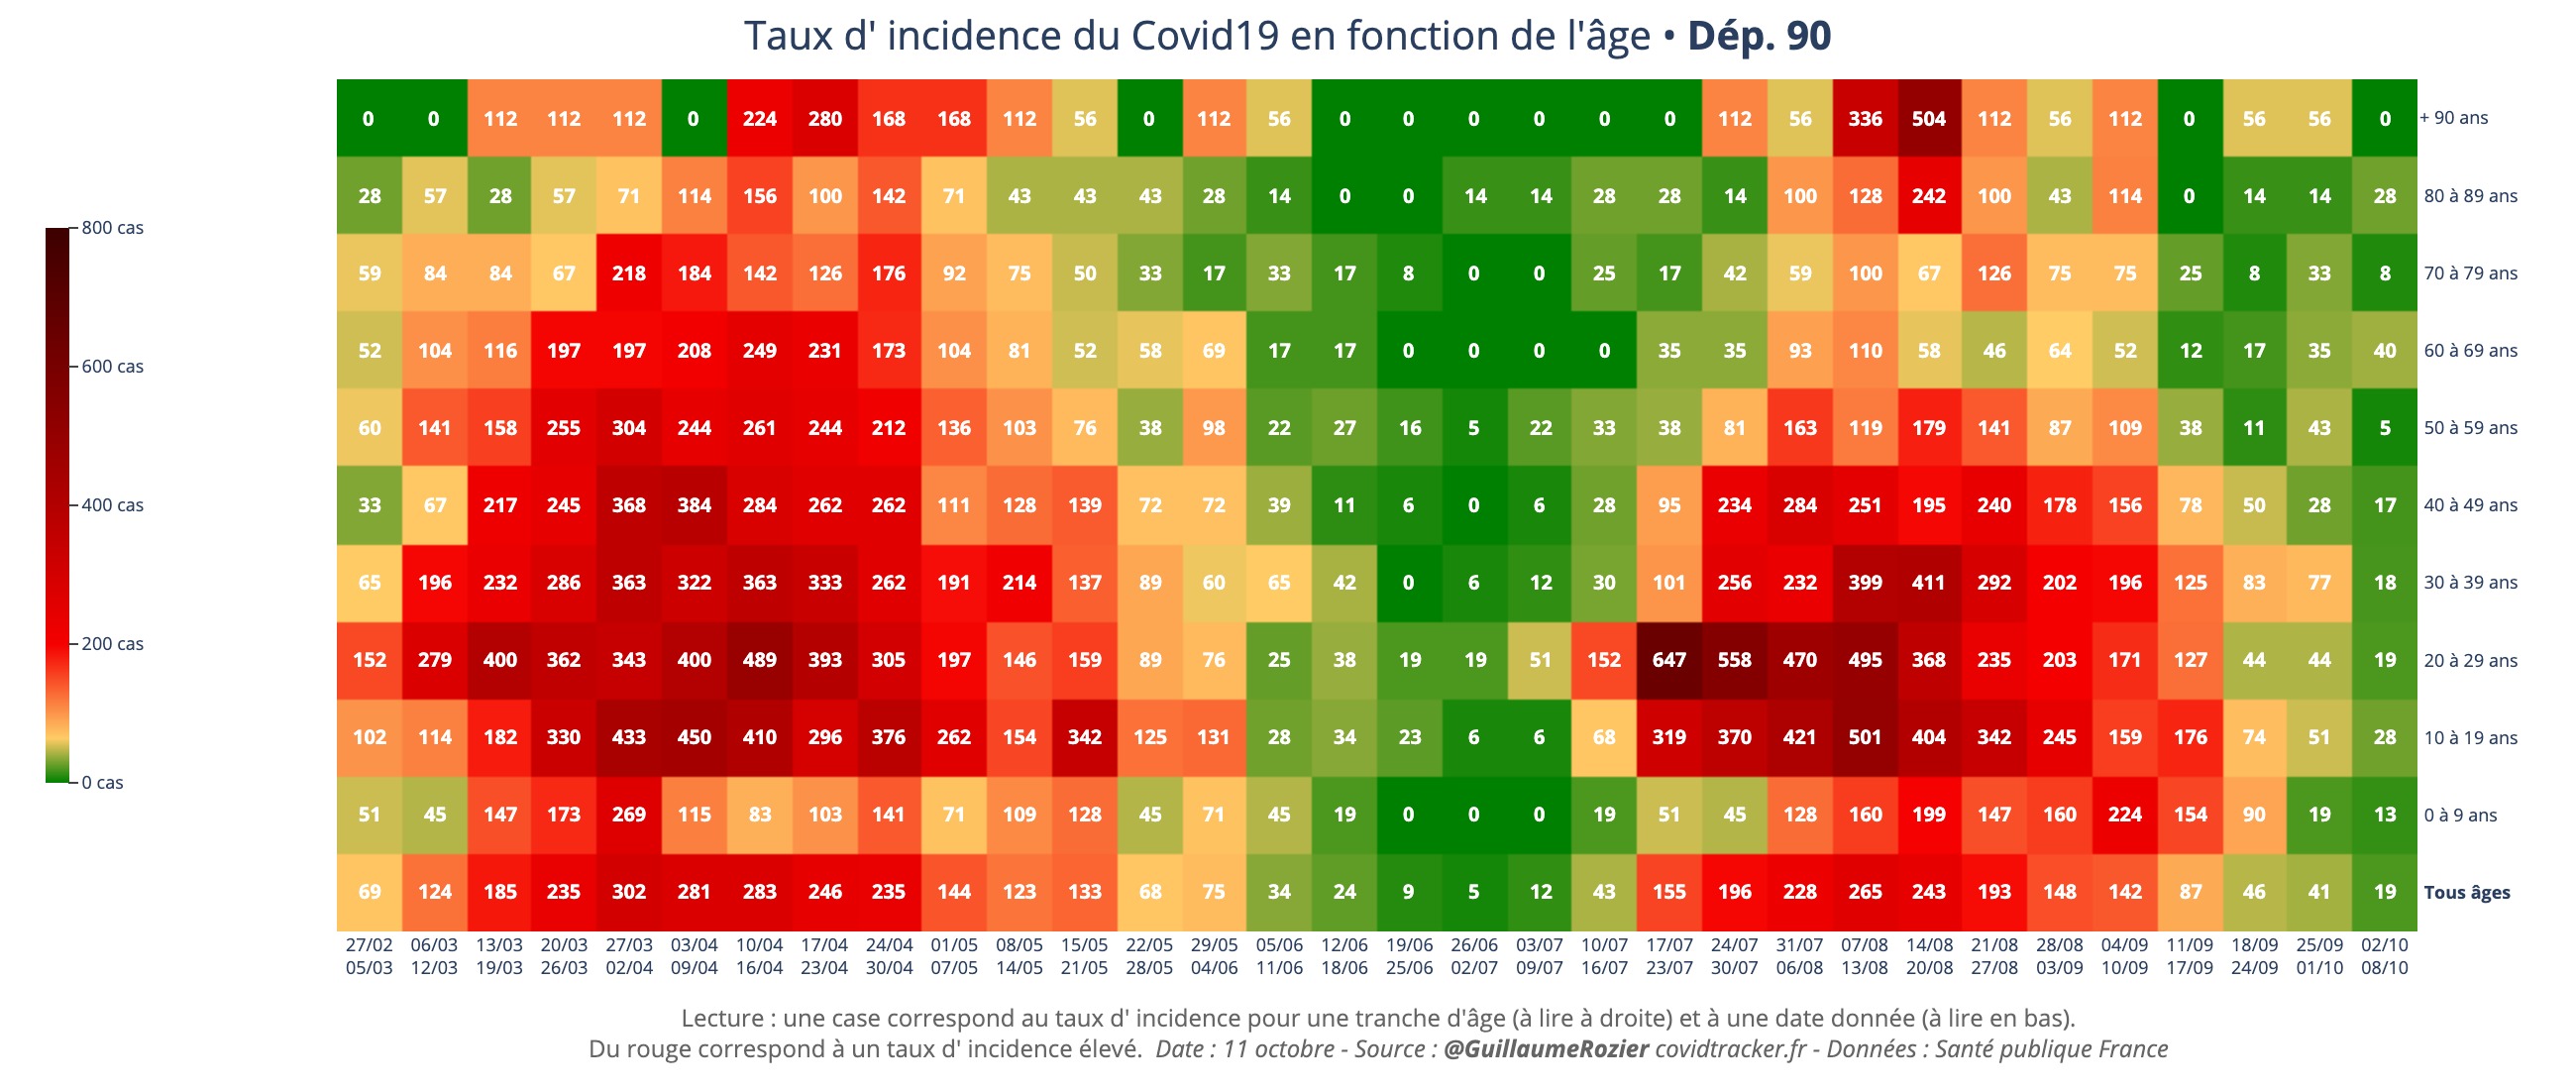 Taux d' incidence du Covid19 en fonction de l'âge • Dép. 90
800 cas
600 cas
400 cas
200 cas
0 cas
0 0 112 112 112 0 224 280 168 168 112 56 0 112 56 0 0 0 0 0 0 112 56 336 504 112 56 112 0 56 56 0 + 90 ans
28 57 28 57 71 114 156 100 142 71 43 43 43 28 14 0 0 14 14 28 28 14 100 128 242 100 43 114 0 14 14 28 80 à 89 ans
59 84 84 67 218 184 142 126 176 92 75 50 33 17 33 17 8 0 0 25 17 42 59 100 67 126 75 75 25 8 33 8 70 à 79 ans
52 104 116 197 197 208 249 231 173 104 81 52 58 69 17 17 0 0 0 0 35 35 93 110 58 46 64 52 12 17 35 40 60 à 69 ans
60 141 158 255 304 244 261 244 212 136 103 76 38 98 22 27 16 5 22 33 38 81 163 119 179 141 87 109 38 11 43 5 50 à 59 ans
33 67 217 245 368 384 284 262 262 111 128 139 72 72 39 11 6 0 6 28 95 234 284 251 195 240 178 156 78 50 28 17 40 à 49 ans
65 196 232 286 363 322 363 333 262 191 214 137 89 60 65 42 0 6 12 30 101 256 232 399 411 292 202 196 125 83 77 18 30 à 39 ans
152 279 400 362 343 400 489 393 305 197 146 159 89 76 25 38 19 19 51 152 647 558 470 495 368 235 203 171 127 44 44 19 20 à 29 ans
102 114 182 330 433 450 410 296 376 262 154 342 125 131 28 34 23 6 6 68 319 370 421 501 404 342 245 159 176 74 51 28 10 à 19 ans
51 45 147 173 269 115 83 103 141 71 109 128 45 71 45 19 0 0 0 19 51 45 128 160 199 147 160 224 154 90 19 13 0 à 9 ans
69 124 185 235 302 281 283 246 235 144 123 133 68 75 34 24 9 5 12 43 155 196 228 265 243 193 148 142 87 46 41 19 Tous âges
27/02 06/03 13/03 20/03 27/03 03/04 10/04 17/04 24/04 01/05 08/05 15/05 22/05 29/05 05/06 12/06 19/06 26/06 03/07 10/07 17/07 24/07 31/07 07/08 14/08 21/08 28/08 04/09 11/09 18/09 25/09 02/10
05/03 12/03 19/03 26/03 02/04 09/04 16/04 23/04 30/04 07/05 14/05 21/05 28/05 04/06 11/06 18/06 25/06 02/07 09/07 16/07 23/07 30/07 06/08 13/08 20/08 27/08 03/09 10/09 17/09 24/09 01/10 08/10
Lecture : une case correspond au taux d' incidence pour une tranche d'âge (à lire à droite) et à une date donnée (à lire en bas).
Du rouge correspond à un taux d' incidence élevé. Date : 11 octobre - Source : @GuillaumeRozier covidtracker.fr - Données : Santé publique France